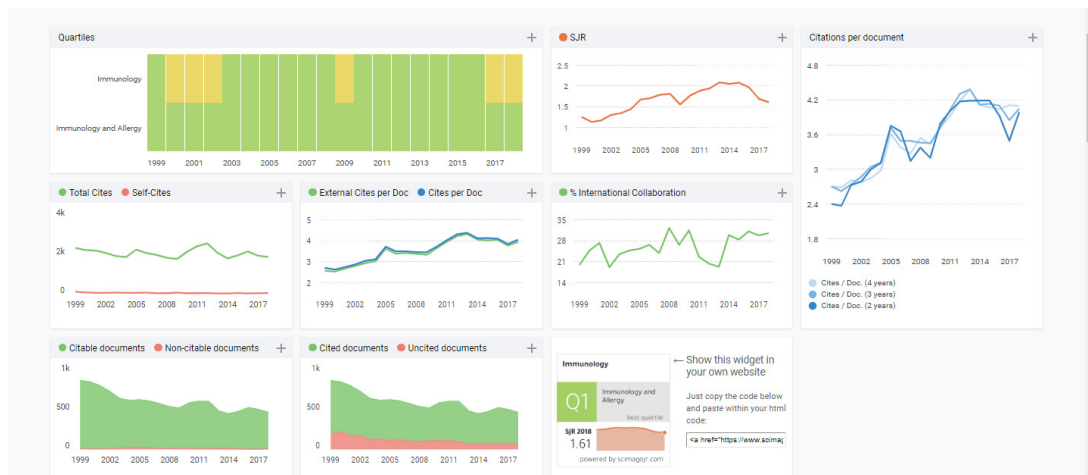 Quartiles
Immunology
Immunology and Allergy
1999 2001 2003 2005 2007 2009 2011 2013 2015 2017
SJR
2.5
2
1.5
1
1999 2002 2005 2008 2011 2014 2017
Citations per document
4.8
4.2
3.6
3
2.4
1.8
1999 2002 2005 2008 2011 2014 2017
Cites / Doc. (4 years)
Cites / Doc. (3 years)
Cites / Doc. (2 years)
Total Cites Self-Cites
4k
2k
0
1999 2002 2005 2008 2011 2014 2017
External Cites per Doc Cites per Doc
5
4
3
2
1999 2002 2005 2008 2011 2014 2017
% International Collaboration
35
28
21
14
1999 2002 2005 2008 2011 2014 2017
Citable documents Non-citable documents
1k
500
0
1999 2002 2005 2008 2011 2014 2017
Cited documents Uncited documents
1k
500
0
1999 2002 2005 2008 2011 2014 2017
Immunology
Q1
Immunology and
Allergy
best quartile
SJR 2018
1.61
powered by scimagojr.com
← Show this widget in
your own website
Just copy the code below
and paste within your html
code:
<a href="https://www.scimag